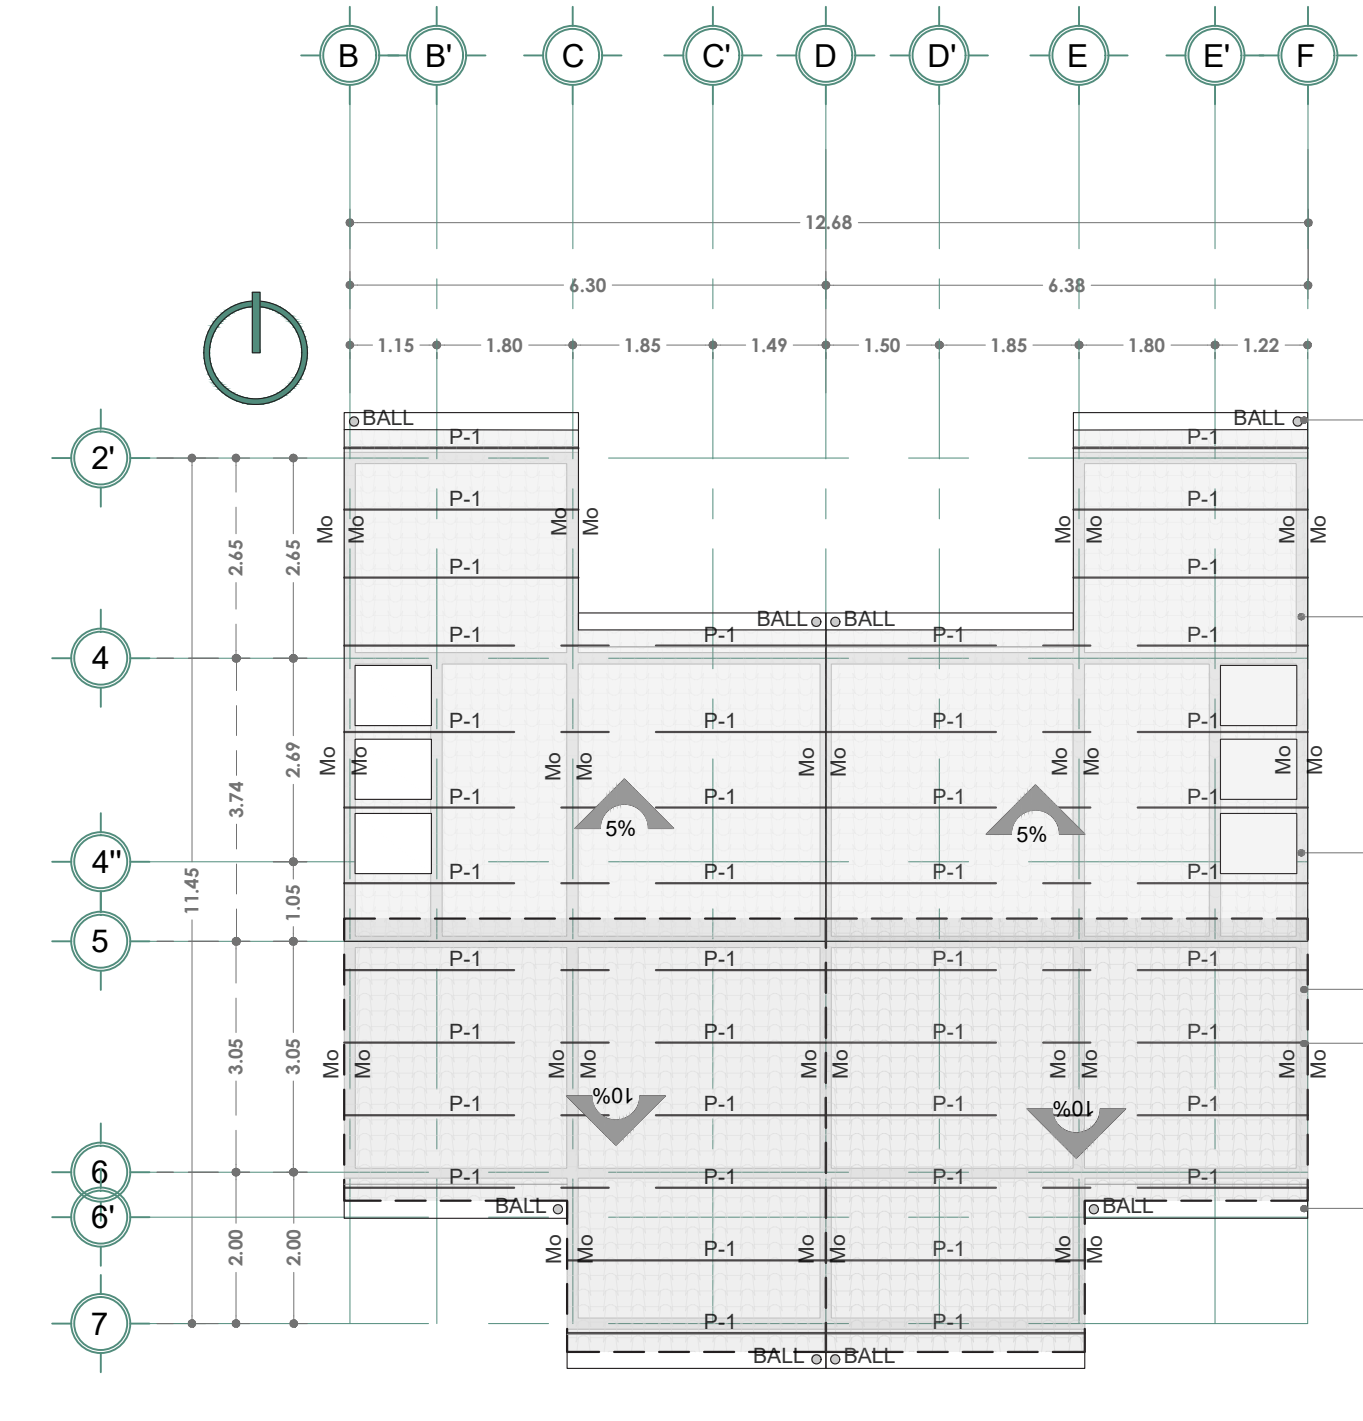 B B' C C' D D' E E' F
12.68
6.30 6.38
1.15 1.80 1.85 1.49 1.50 1.85 1.80 1.22
BALL BALL
P-1 P-1
2'
P-1 P-1
Mo Mo Mo Mo Mo Mo Mo Mo
2.65 2.65
P-1 P-1
BALL BALL
P-1 P-1 P-1 P-1
4
P-1 P-1 P-1 P-1
Mo Mo Mo Mo Mo Mo Mo Mo Mo Mo
2.69
3.74
P-1 P-1 P-1 P-1
5% 5%
4"
P-1 P-1 P-1 P-1
11.45
1.05
5
P-1 P-1 P-1 P-1
P-1 P-1 P-1 P-1
3.05 3.05
Mo Mo Mo Mo Mo Mo Mo Mo Mo Mo
10% 10%
P-1 P-1 P-1 P-1
6
P-1 P-1 P-1 P-1
BALL BALL
6'
2.00 2.00
Mo Mo Mo Mo Mo Mo
P-1 P-1
7
P-1 P-1
BALL BALL